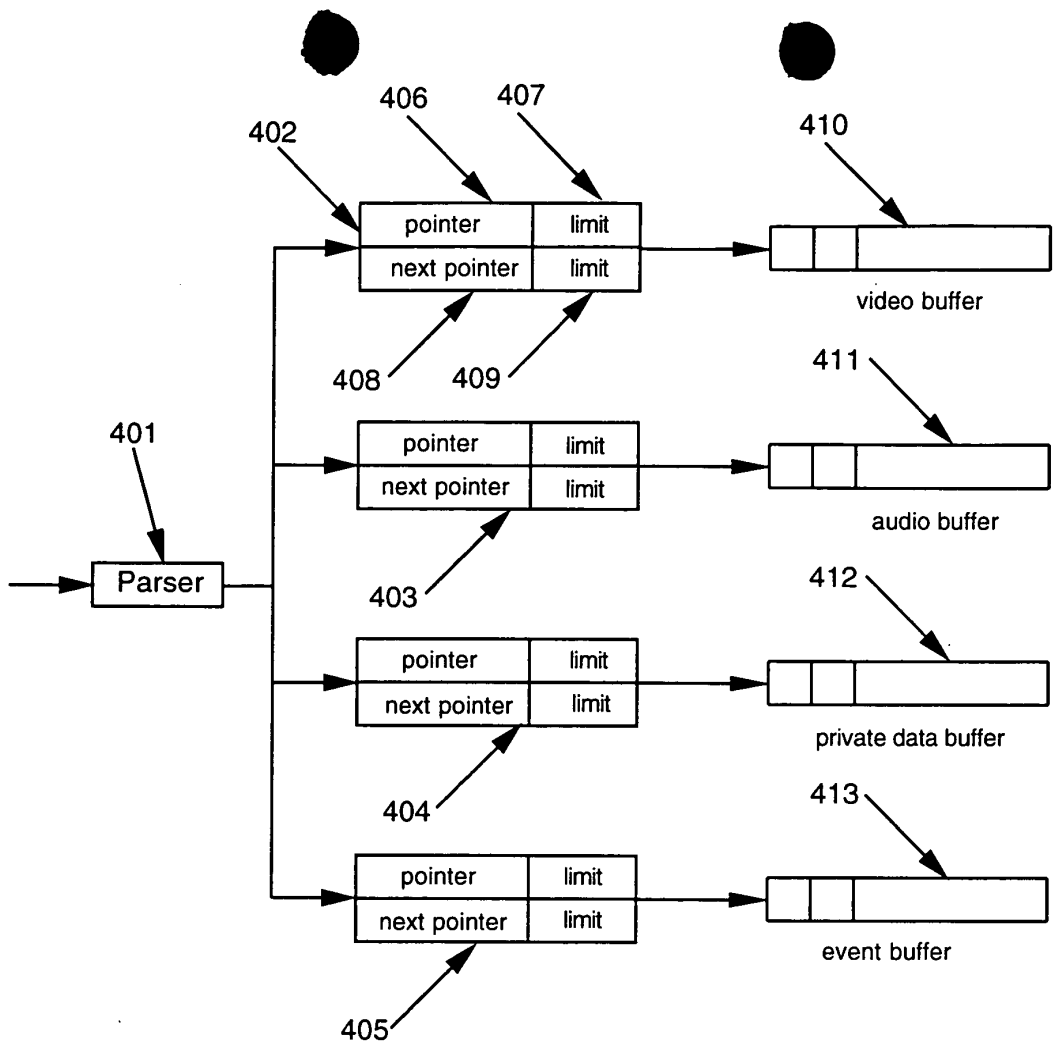 406
407
402
410
pointer
limit
next pointer
limit
video buffer
408
409
411
401
pointer
limit
next pointer
limit
audio buffer
Parser
403
412
pointer
limit
next pointer
limit
private data buffer
404
413
pointer
limit
next pointer
limit
event buffer
405